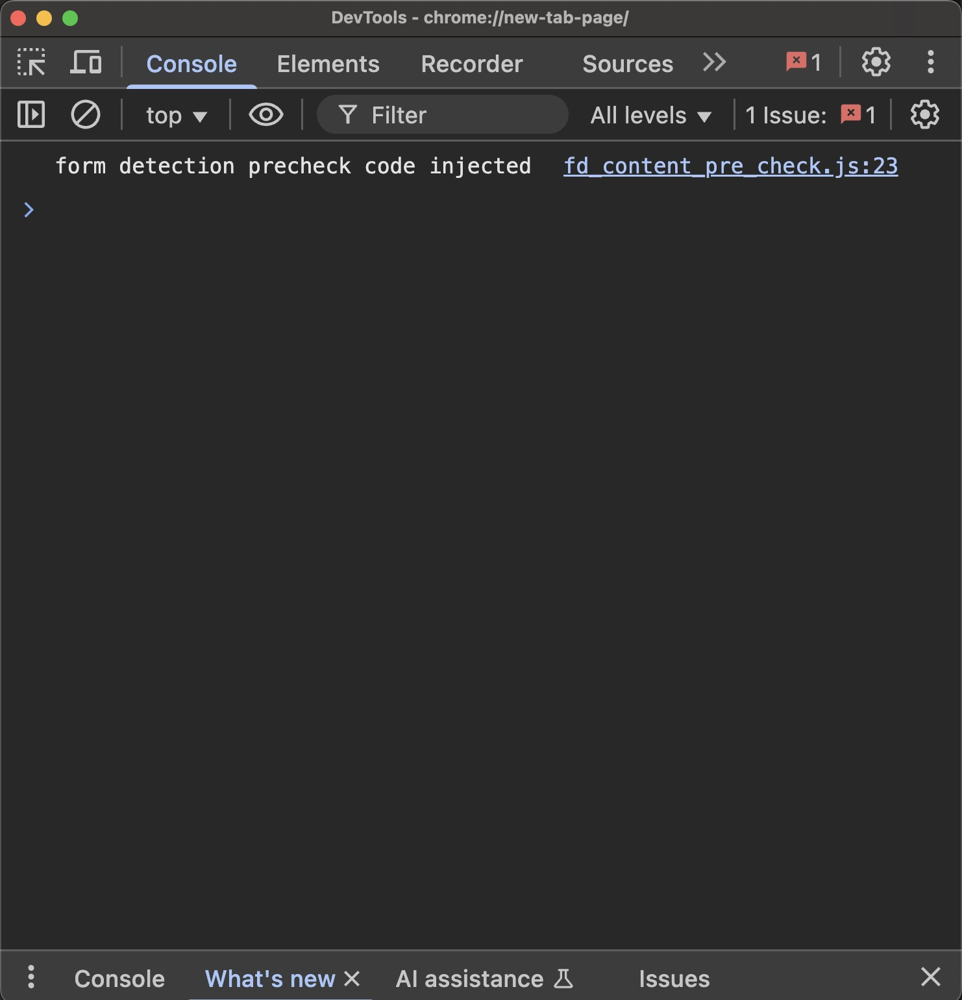 DevTools - chrome://new-tab-page/
Console Elements Recorder Sources 1
top Filter All levels 1 Issue: 1
form detection precheck code injected fd_content_pre_check.js:23
Console What's new AI assistance Issues